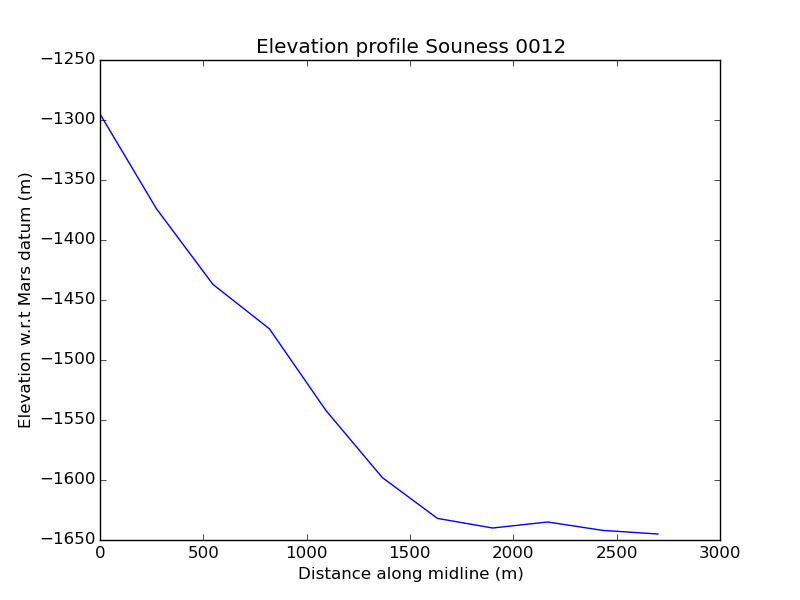 Elevation profile Souness 0012
−1250
−1300
−1350
−1400
−1450
−1500
−1550
−1600
−1650
Elevation w.r.t Mars datum (m)
0 500 1000 1500 2000 2500 3000
Distance along midline (m)